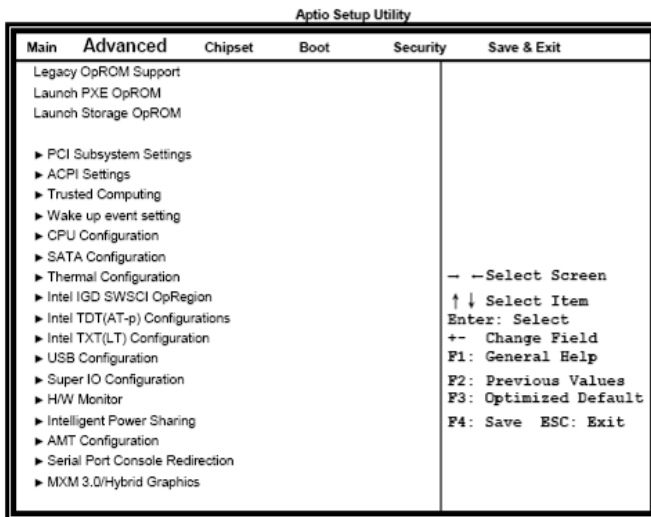 Aptio Setup Utility
Main Advanced Chipset Boot Security Save & Exit
Legacy OpROM Support
Launch PXE OpROM
Launch Storage OpROM
► PCI Subsystem Settings
► ACPI Settings
► Trusted Computing
► Wake up event setting
► CPU Configuration
► SATA Configuration
► Thermal Configuration
► Intel IGD SWSCI OpRegion
► Intel TDT(AT-p) Configurations
► Intel TXT(LT) Configuration
► USB Configuration
► Super IO Configuration
► H/W Monitor
► Intelligent Power Sharing
► AMT Configuration
► Serial Port Console Redirection
► MXM 3.0/Hybrid Graphics
→ ←Select Screen
↑↓ Select Item
Enter: Select
+- Change Field
F1: General Help
F2: Previous Values
F3: Optimized Default
F4: Save ESC: Exit